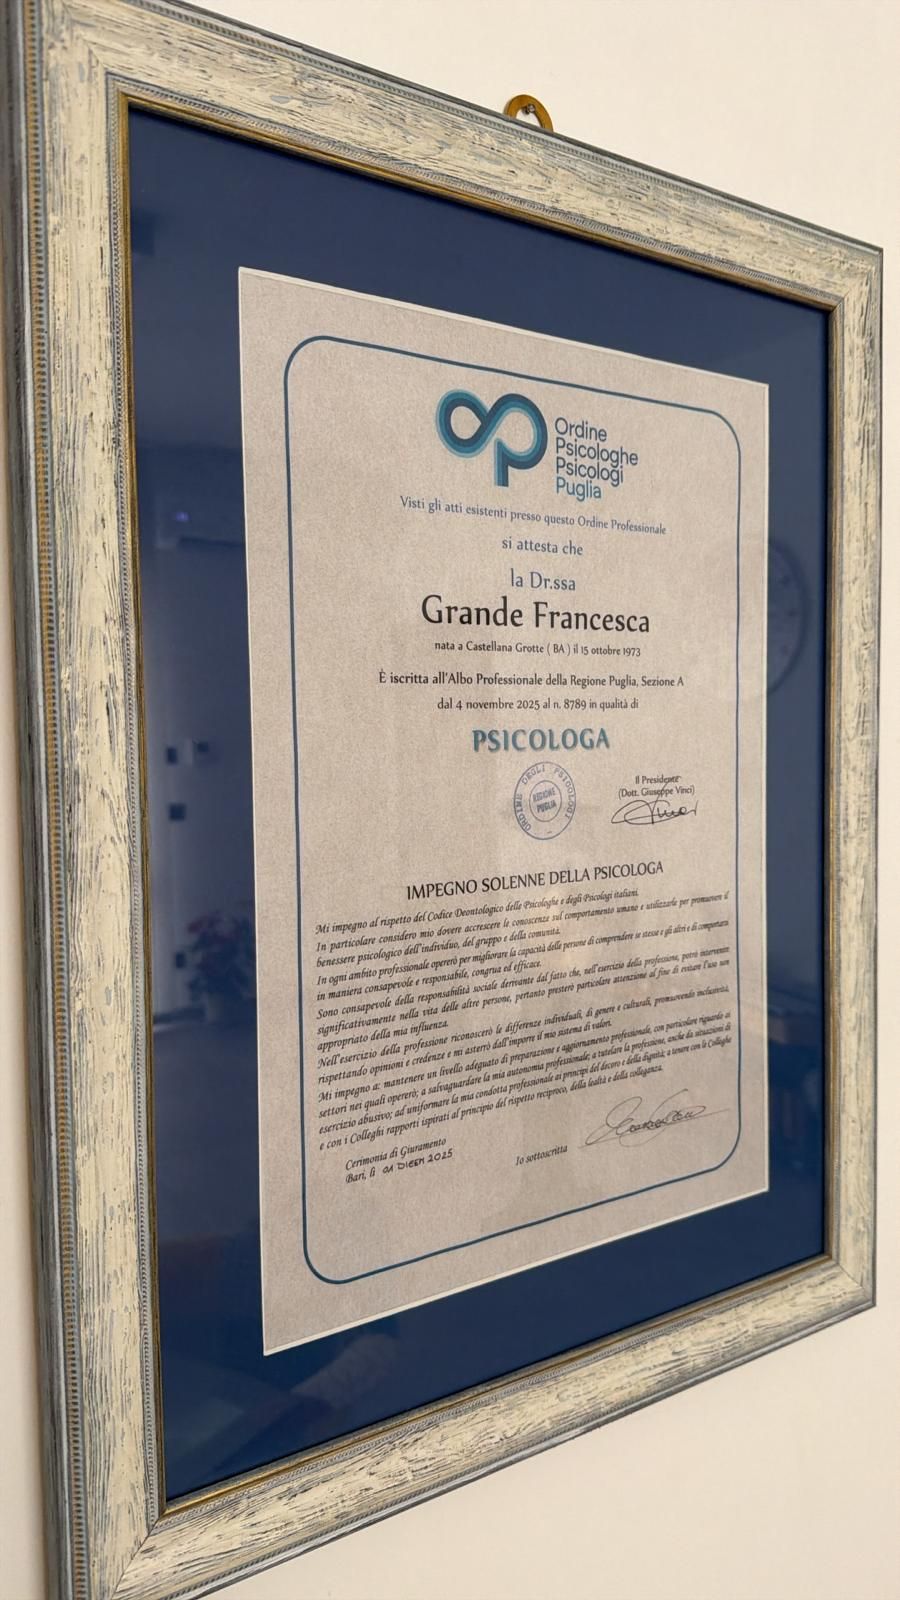 Ordine
Psicologhe
Psicologi
Puglia
Visti gli atti esistenti presso questo Ordine Professionale
si attesta che
la Dr.ssa
Grande Francesca
nata a Castellana Grotte ( BA ) il 15 ottobre 1973
È iscritta all'Albo Professionale della Regione Puglia, Sezione A
dal 4 novembre 2025 al n. 8789 in qualità di
PSICOLOGA
ORDINE DEGLI PSICOLOGI
REGIONE
PUGLIA
Il Presidente
(Dott. Giuseppe Vinci)
IMPEGNO SOLENNE DELLA PSICOLOGA
Mi impegno al rispetto del Codice Deontologico delle Psicologhe e degli Psicologi italiani.
In particolare considero mio dovere accrescere le conoscenze sul comportamento umano e utilizzarle per promuovere il
benessere psicologico dell'individuo, del gruppo e della comunità.
In ogni ambito professionale opererò per migliorare la capacità delle persone di comprendere se stesse e gli altri e di comportarsi
in maniera consapevole e responsabile, congrua ed efficace.
Sono consapevole della responsabilità sociale derivante dal fatto che, nell'esercizio della professione, potrò intervenire
significativamente nella vita delle altre persone, pertanto presterò particolare attenzione al fine di evitare l'uso non
appropriato della mia influenza.
Nell'esercizio della professione riconoscerò le differenze individuali, di genere e culturali, promuovendo inclusività,
rispettando opinioni e credenze e mi asterrò dall'imporre il mio sistema di valori.
Mi impegno a: mantenere un livello adeguato di preparazione e aggiornamento professionale, con particolare riguardo ai
settori nei quali opererò; a salvaguardare la mia autonomia professionale; a tutelare la professione, anche da situazioni di
esercizio abusivo; ad uniformare la mia condotta professionale ai principi del decoro e della dignità; a tenere con le Colleghe
e con i Colleghi rapporti ispirati al principio del rispetto reciproco, della lealtà e della colleganza.
Cerimonia di Giuramento
Bari, lì 01 DICEM 2025
Io sottoscritta